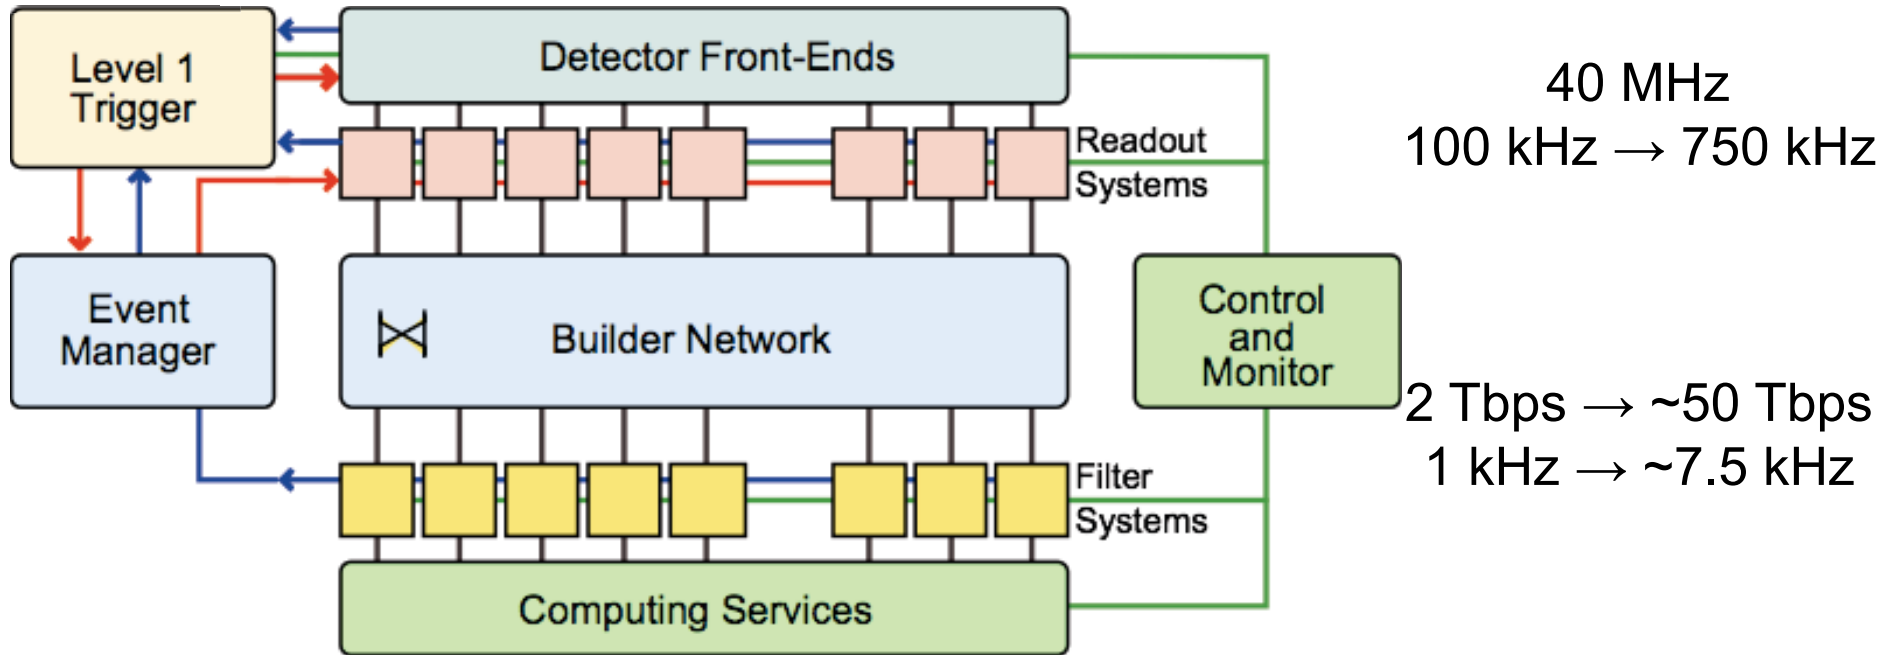 Level 1
Trigger
Detector Front-Ends
40 MHz
100 kHz → 750 kHz
Readout
Systems
Event
Manager
Builder Network
Control
and
Monitor
2 Tbps → ~50 Tbps
1 kHz → ~7.5 kHz
Filter
Systems
Computing Services